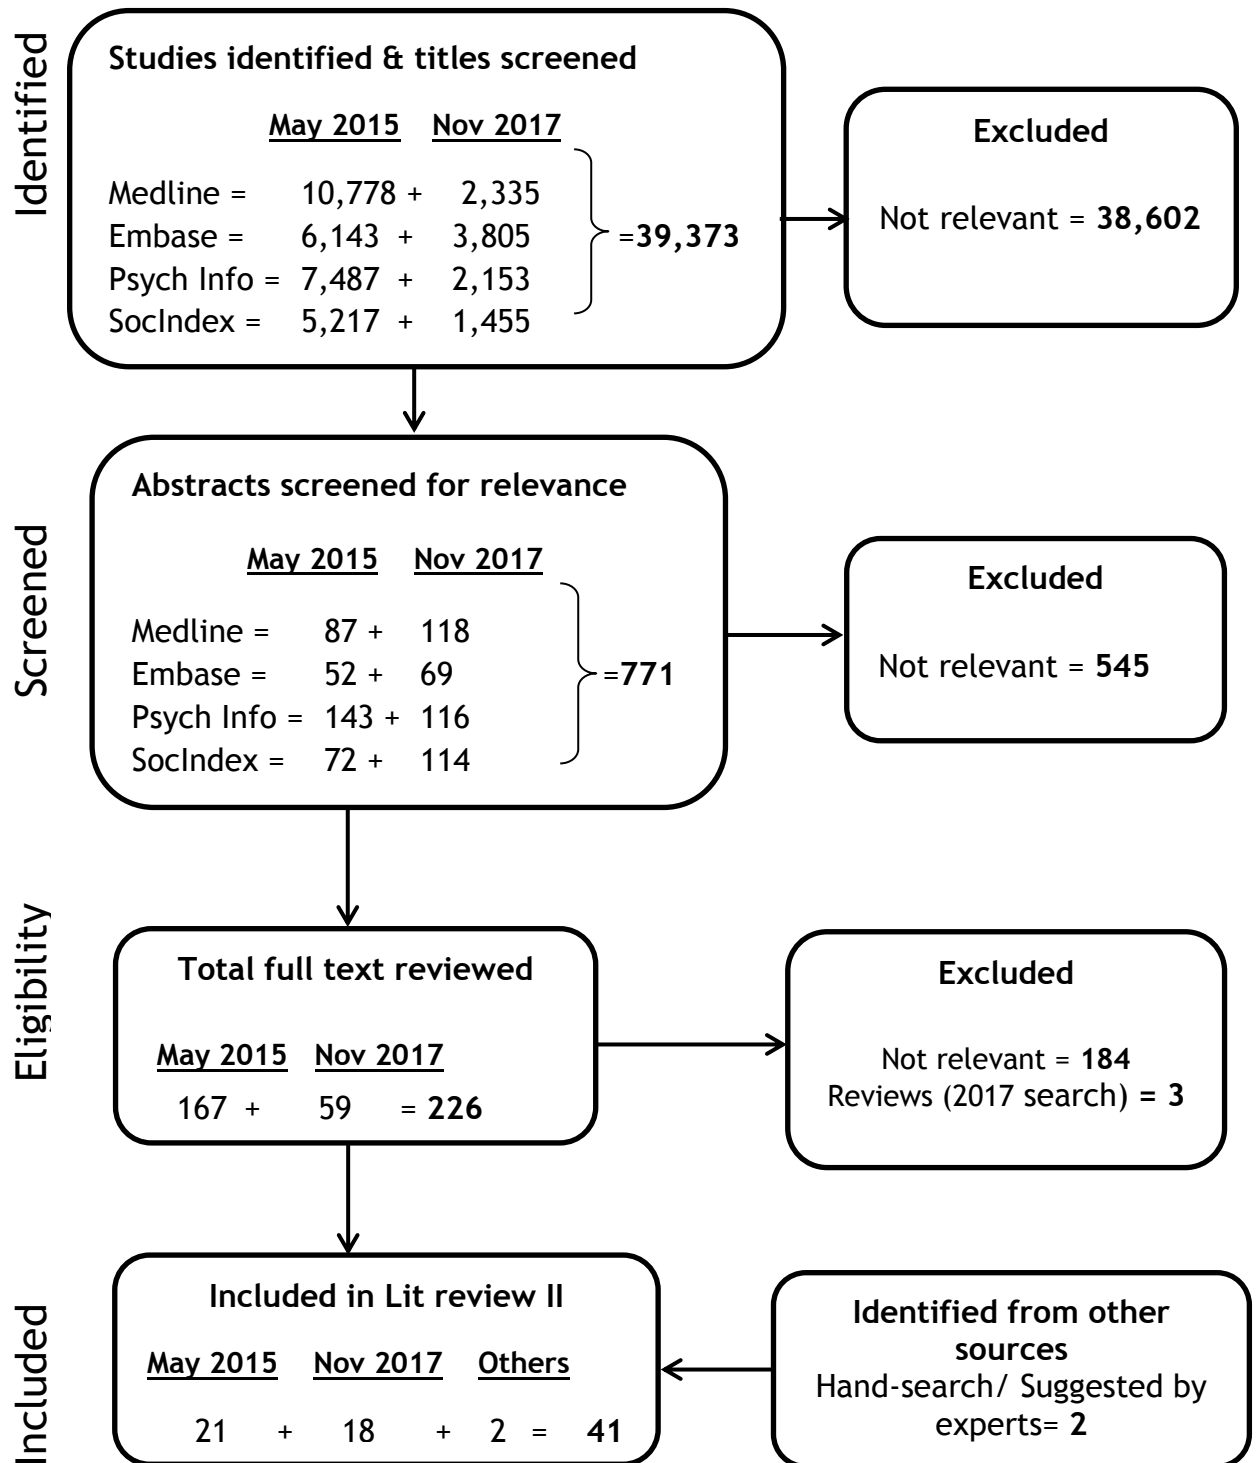 Identified
Studies identified & titles screened
May 2015 Nov 2017
Medline = 10,778 + 2,335
Embase = 6,143 + 3,805
Psych Info = 7,487 + 2,153
SocIndex = 5,217 + 1,455
=39,373
Excluded
Not relevant = 38,602
Screened
Abstracts screened for relevance
May 2015 Nov 2017
Medline = 87 + 118
Embase = 52 + 69
Psych Info = 143 + 116
SocIndex = 72 + 114
=771
Excluded
Not relevant = 545
Eligibility
Total full text reviewed
May 2015 Nov 2017
167 + 59 = 226
Excluded
Not relevant = 184
Reviews (2017 search) = 3
Included
Included in Lit review II
May 2015 Nov 2017 Others
21 + 18 + 2 = 41
Identified from other
sources
Hand-search/ Suggested by
experts= 2